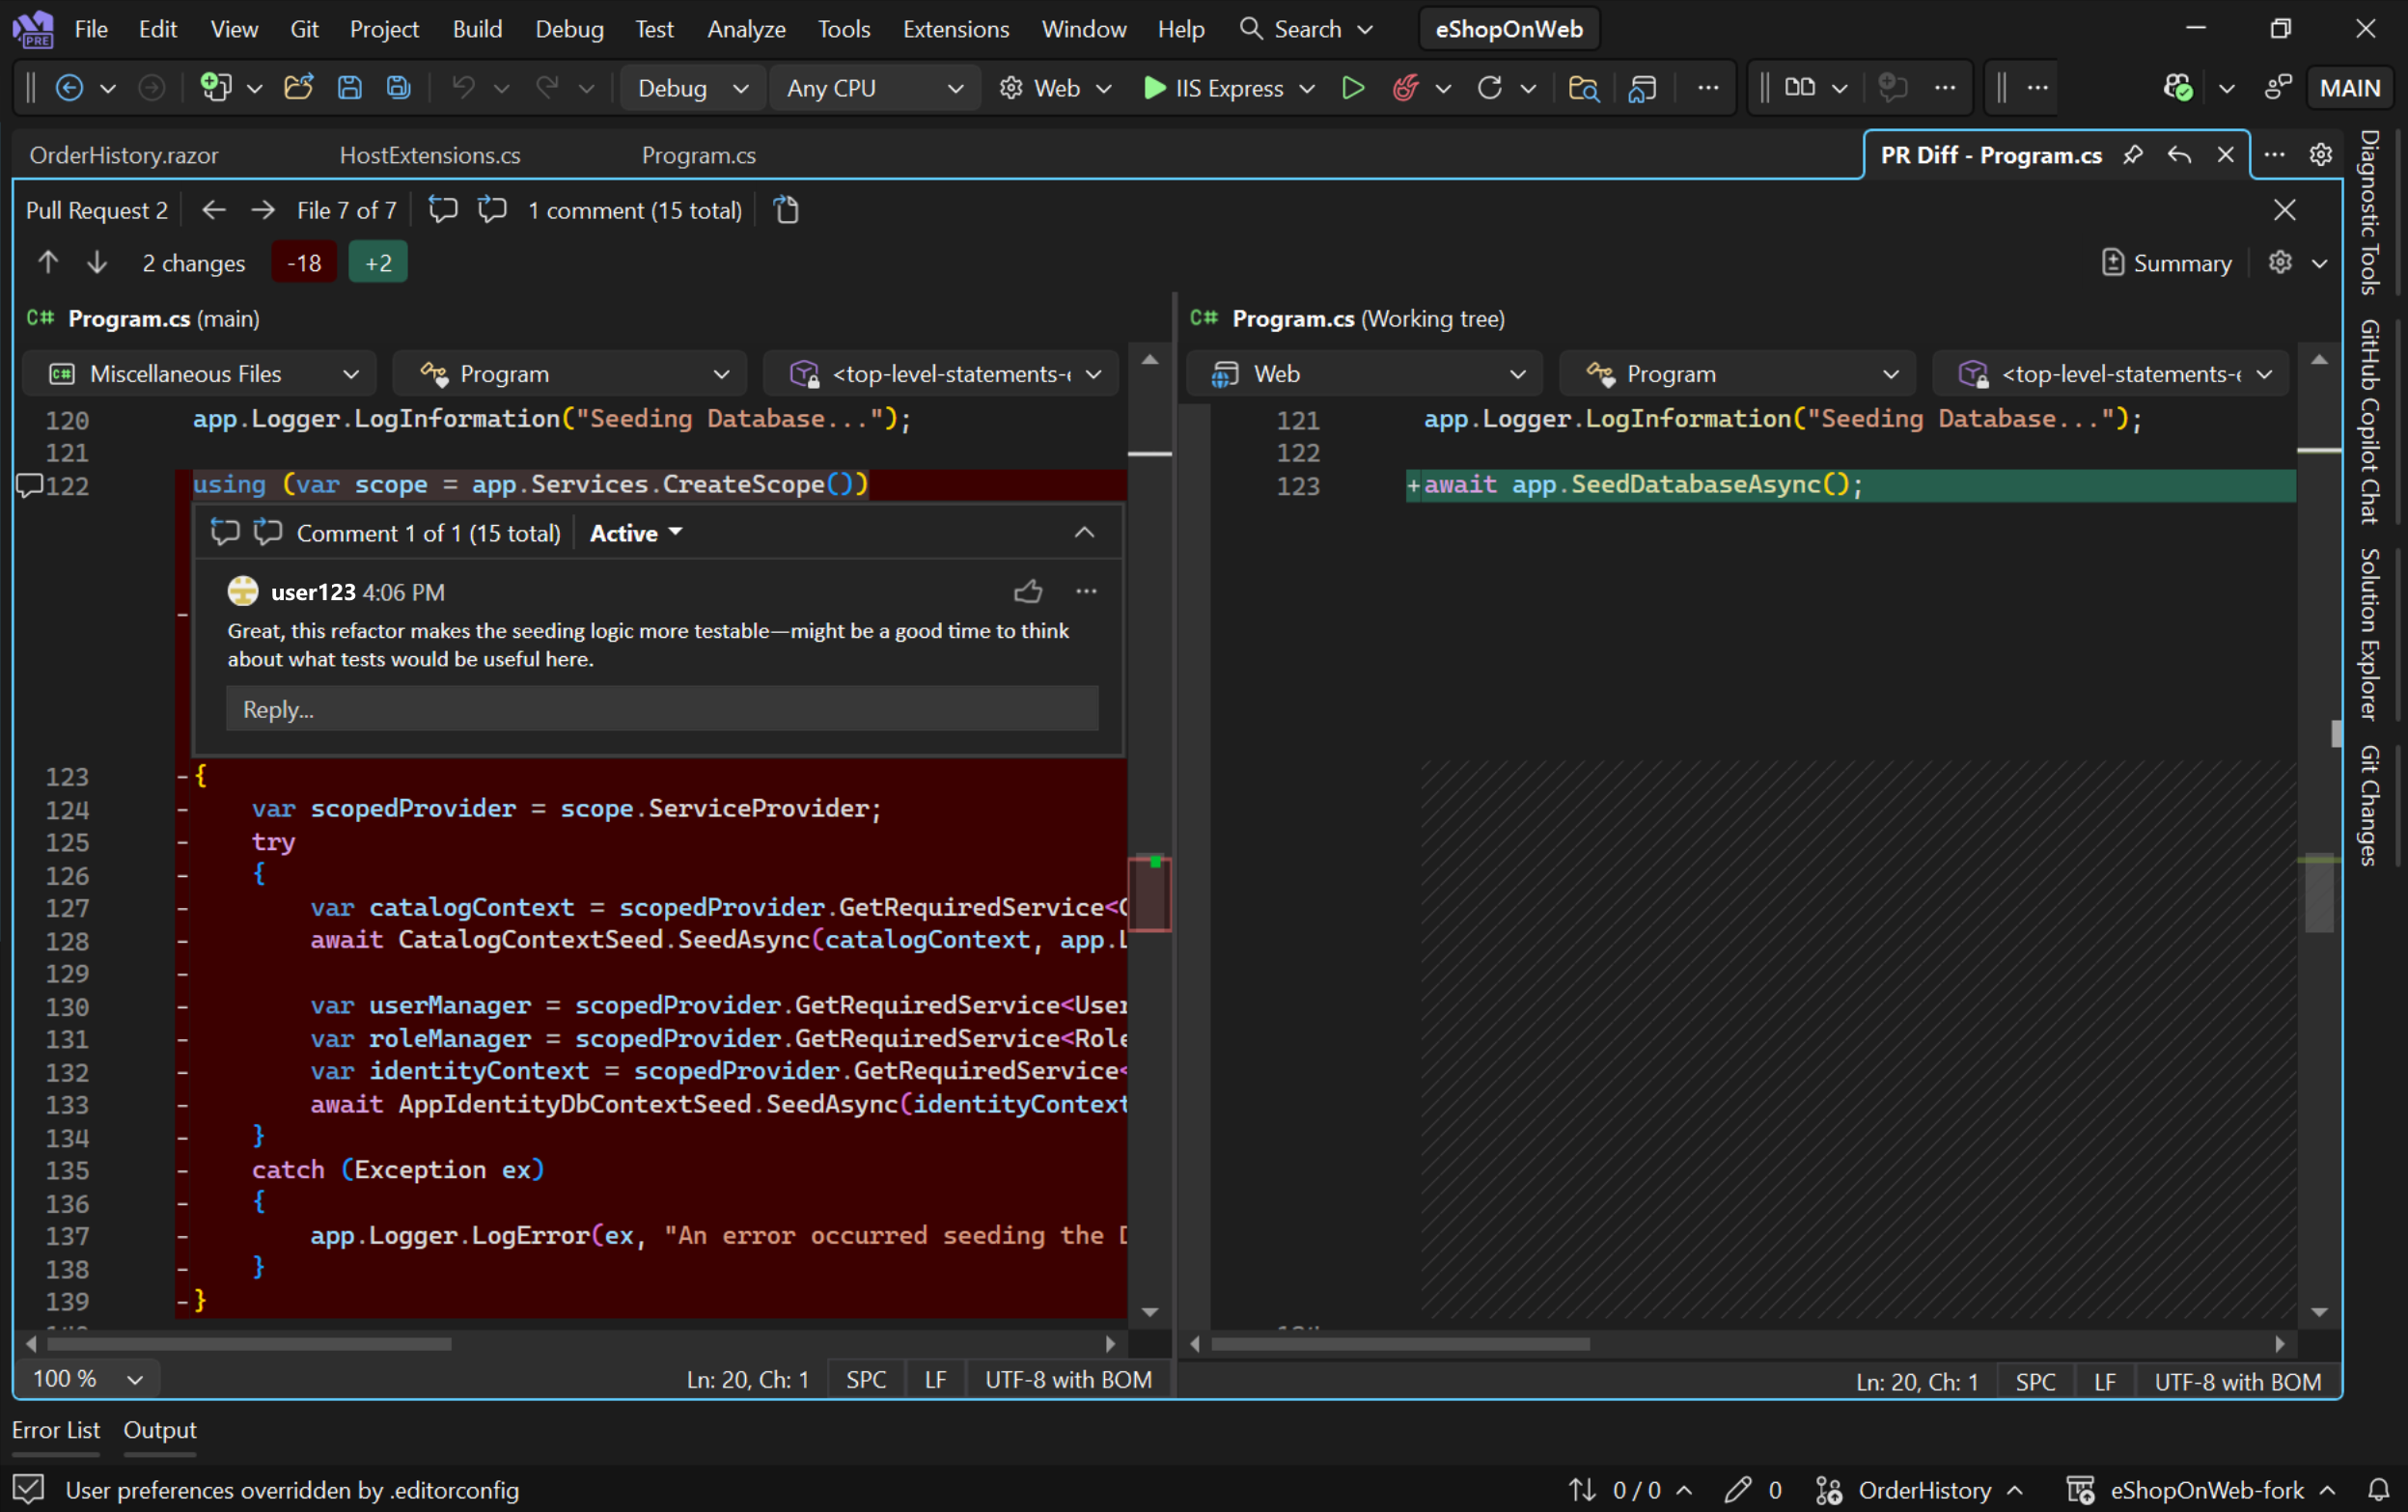 PRE File Edit View Git Project Build Debug Test Analyze Tools Extensions Window Help Search eShopOnWeb
Debug Any CPU Web IIS Express MAIN
OrderHistory.razor HostExtensions.cs Program.cs PR Diff - Program.cs
Pull Request 2 File 7 of 7 1 comment (15 total)
2 changes -18 +2 Summary
C# Program.cs (main)
C# Miscellaneous Files Program <top-level-statements-
120 app.Logger.LogInformation("Seeding Database...");
121
122 using (var scope = app.Services.CreateScope())
Comment 1 of 1 (15 total) Active
user123 4:06 PM
Great, this refactor makes the seeding logic more testable—might be a good time to think
about what tests would be useful here.
Reply...
-
123 -{
124 - var scopedProvider = scope.ServiceProvider;
125 - try
126 - {
127 - var catalogContext = scopedProvider.GetRequiredService<
128 - await CatalogContextSeed.SeedAsync(catalogContext, app.L
129 -
130 - var userManager = scopedProvider.GetRequiredService<User
131 - var roleManager = scopedProvider.GetRequiredService<Role
132 - var identityContext = scopedProvider.GetRequiredService<
133 - await AppIdentityDbContextSeed.SeedAsync(identityContext
134 - }
135 - catch (Exception ex)
136 - {
137 - app.Logger.LogError(ex, "An error occurred seeding the
138 - }
139 -}
100 % Ln: 20, Ch: 1 SPC LF UTF-8 with BOM
C# Program.cs (Working tree)
Web Program <top-level-statements-
121 app.Logger.LogInformation("Seeding Database...");
122
123 +await app.SeedDatabaseAsync();
Ln: 20, Ch: 1 SPC LF UTF-8 with BOM
Diagnostic Tools
GitHub Copilot Chat
Solution Explorer
Git Changes
Error List Output
User preferences overridden by .editorconfig 0 / 0 0 OrderHistory eShopOnWeb-fork